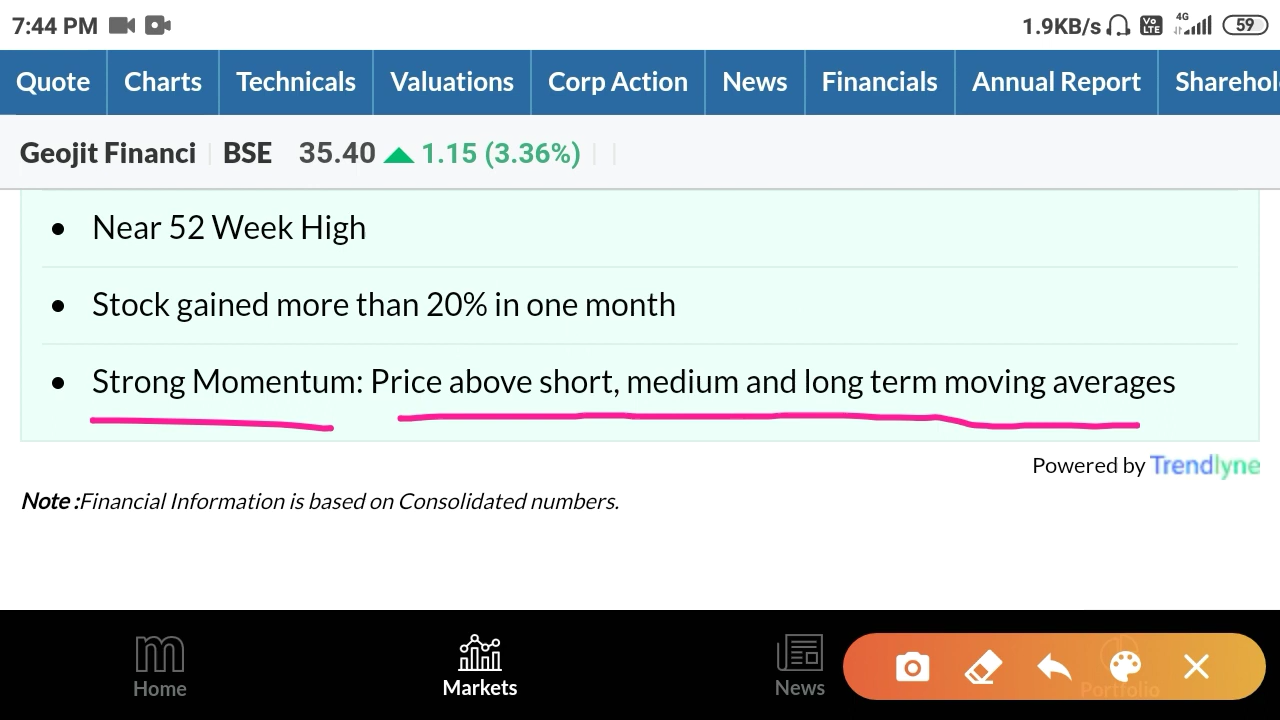 7:44 PM 1.9KB/s Vo LTE 4G 59
Quote Charts Technicals Valuations Corp Action News Financials Annual Report Sharehol
Geojit Financi BSE 35.40 1.15 (3.36%)
• Near 52 Week High
• Stock gained more than 20% in one month
• Strong Momentum: Price above short, medium and long term moving averages
Powered by Trendlyne
Note :Financial Information is based on Consolidated numbers.
m
Home Markets News Portfolio